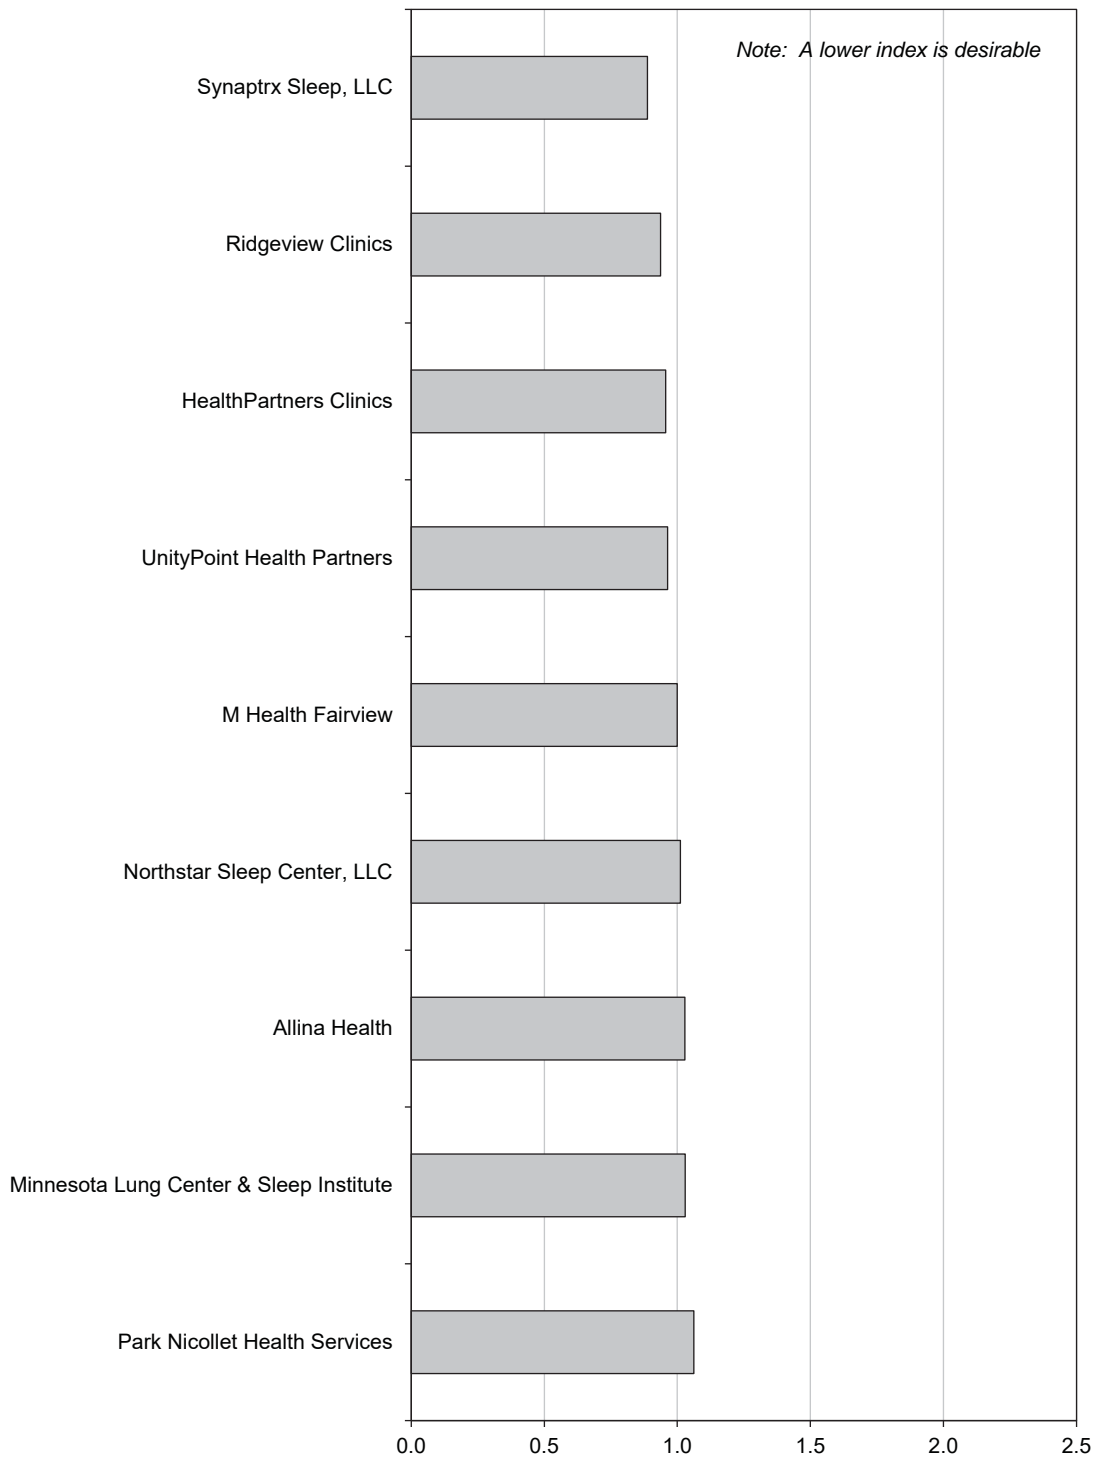 Note:  A lower index is desirable
Synaptrx Sleep, LLC
Ridgeview Clinics
HealthPartners Clinics
UnityPoint Health Partners
M Health Fairview
Northstar Sleep Center, LLC
Allina Health
Minnesota Lung Center & Sleep Institute
Park Nicollet Health Services
0.0 0.5 1.0 1.5 2.0 2.5